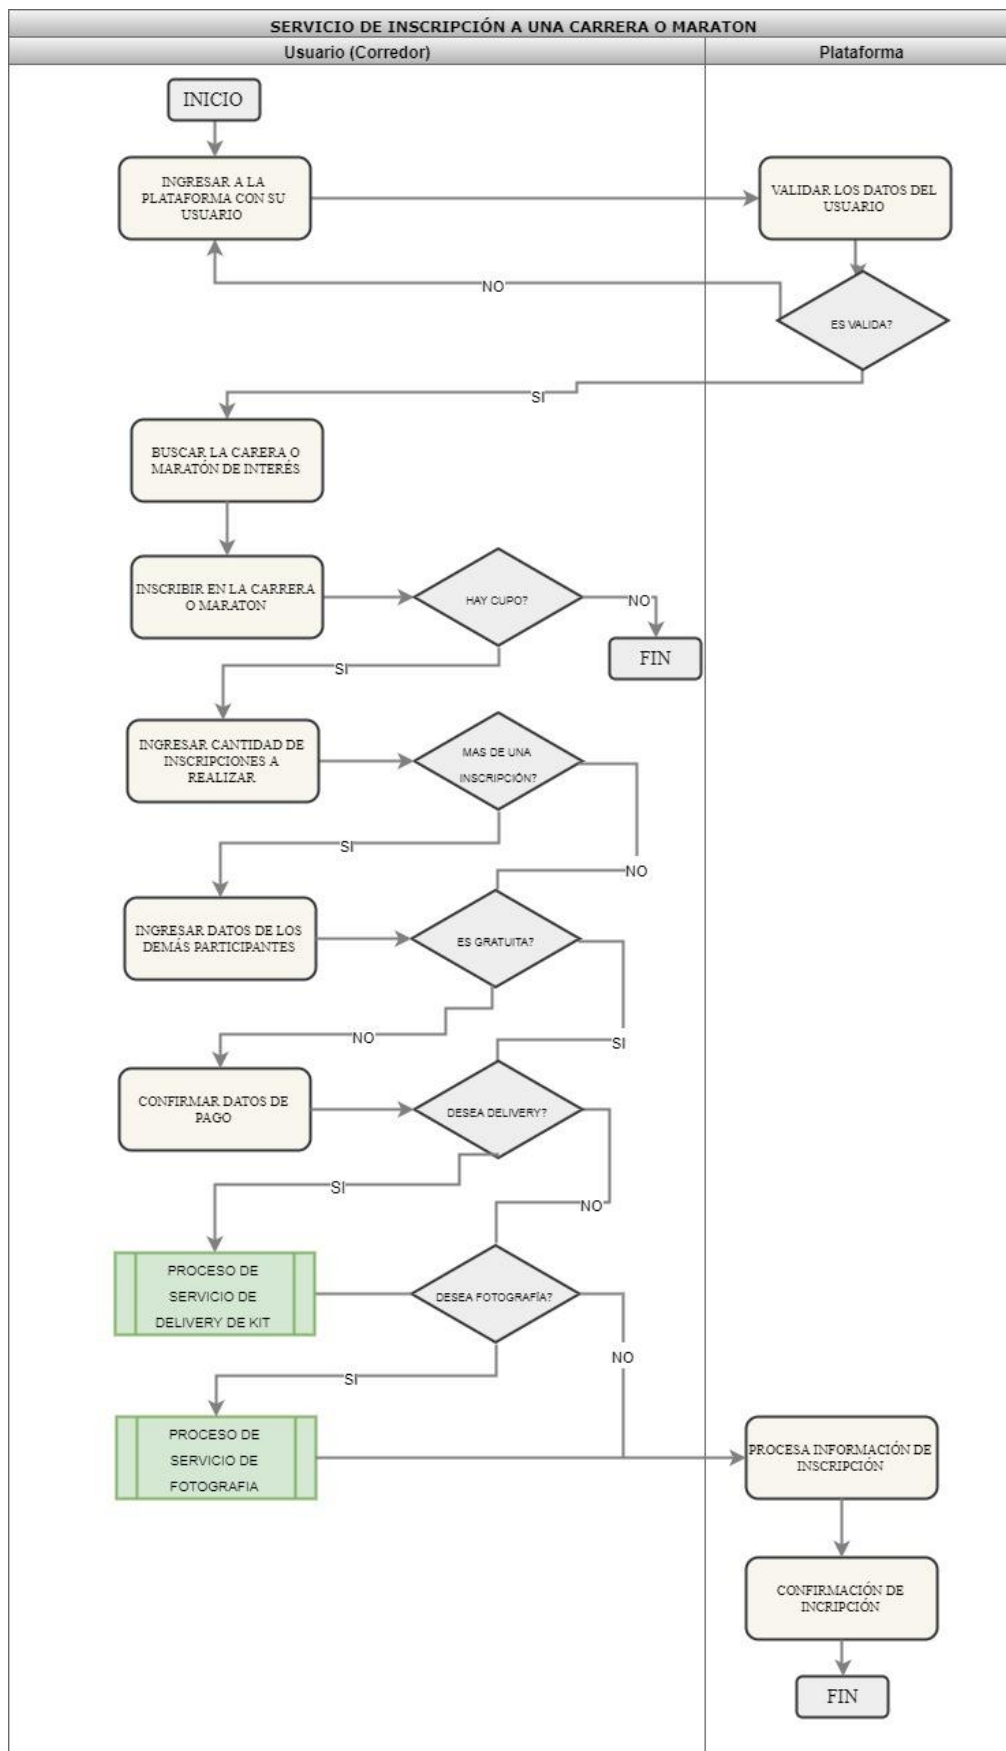 SERVICIO DE INSCRIPCIÓN A UNA CARRERA O MARATON
Usuario (Corredor)
Plataforma
INICIO
INGRESAR A LA
PLATAFORMA CON SU
USUARIO
VALIDAR LOS DATOS DEL
USUARIO
NO
ES VALIDA?
SI
BUSCAR LA CARERA O
MARATÓN DE INTERÉS
INSCRIBIR EN LA CARRERA
O MARATON
HAY CUPO?
NO
FIN
SI
INGRESAR CANTIDAD DE
INSCRIPCIONES A
REALIZAR
MAS DE UNA
INSCRIPCIÓN?
SI
NO
INGRESAR DATOS DE LOS
DEMÁS PARTICIPANTES
ES GRATUITA?
NO
SI
CONFIRMAR DATOS DE
PAGO
DESEA DELIVERY?
SI
NO
PROCESO DE
SERVICIO DE
DELIVERY DE KIT
DESEA FOTOGRAFÍA?
NO
SI
PROCESO DE
SERVICIO DE
FOTOGRAFIA
PROCESA INFORMACIÓN DE
INSCRIPCIÓN
CONFIRMACIÓN DE
INCRIPCIÓN
FIN